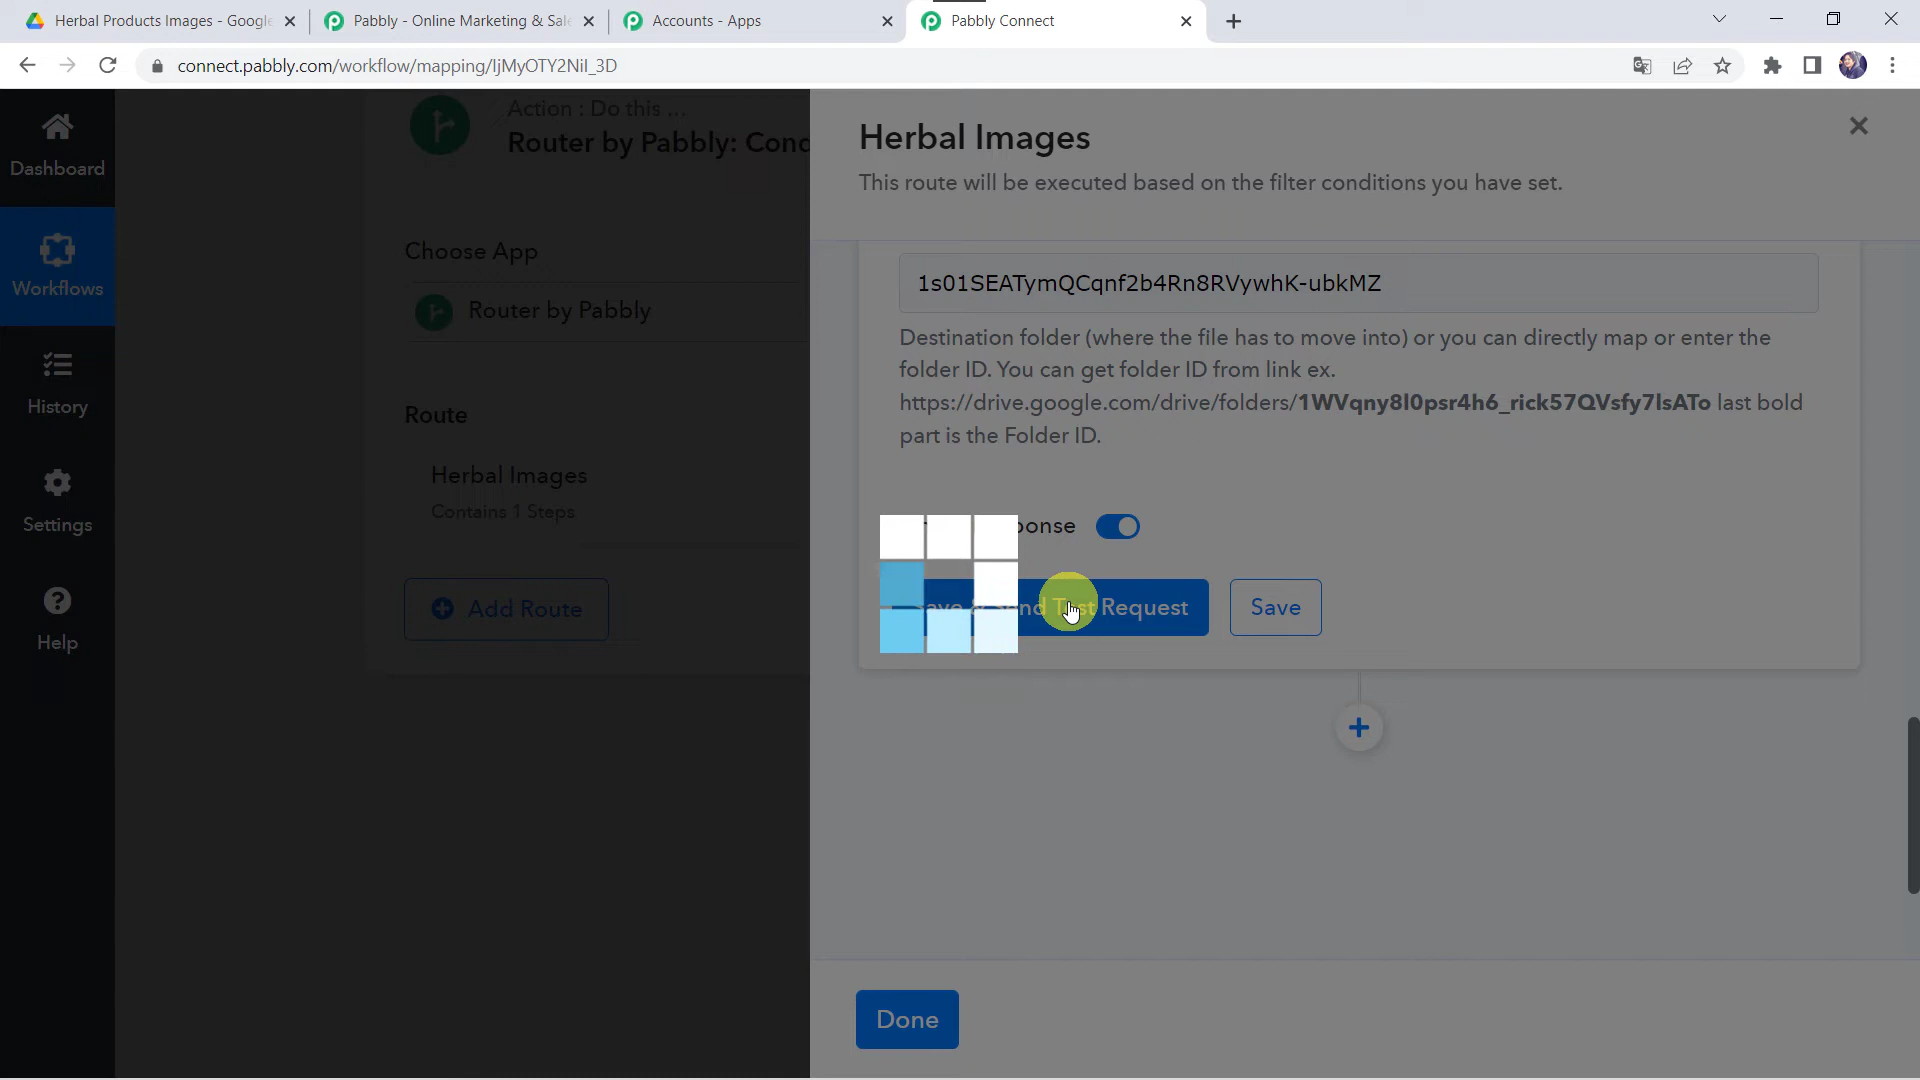 Herbal Products Images - Google
Pabbly - Online Marketing & Sale
Accounts - Apps
Pabbly Connect
connect.pabbly.com/workflow/mapping/IjMyOTY2NiI_3D
Dashboard
Workflows
History
Settings
Help
Action : Do this ...
Router by Pabbly: Cond
Choose App
Router by Pabbly
Route
Herbal Images
Contains 1 Steps
Add Route
Herbal Images
This route will be executed based on the filter conditions you have set.
1s01SEATymQCqnf2b4Rn8RVywhK-ubkMZ
Destination folder (where the file has to move into) or you can directly map or enter the
folder ID. You can get folder ID from link ex.
https://drive.google.com/drive/folders/1WVqny8l0psr4h6_rick57QVsfy7lsATo last bold
part is the Folder ID.
ponse
ave & Send Test Request
Save
Done